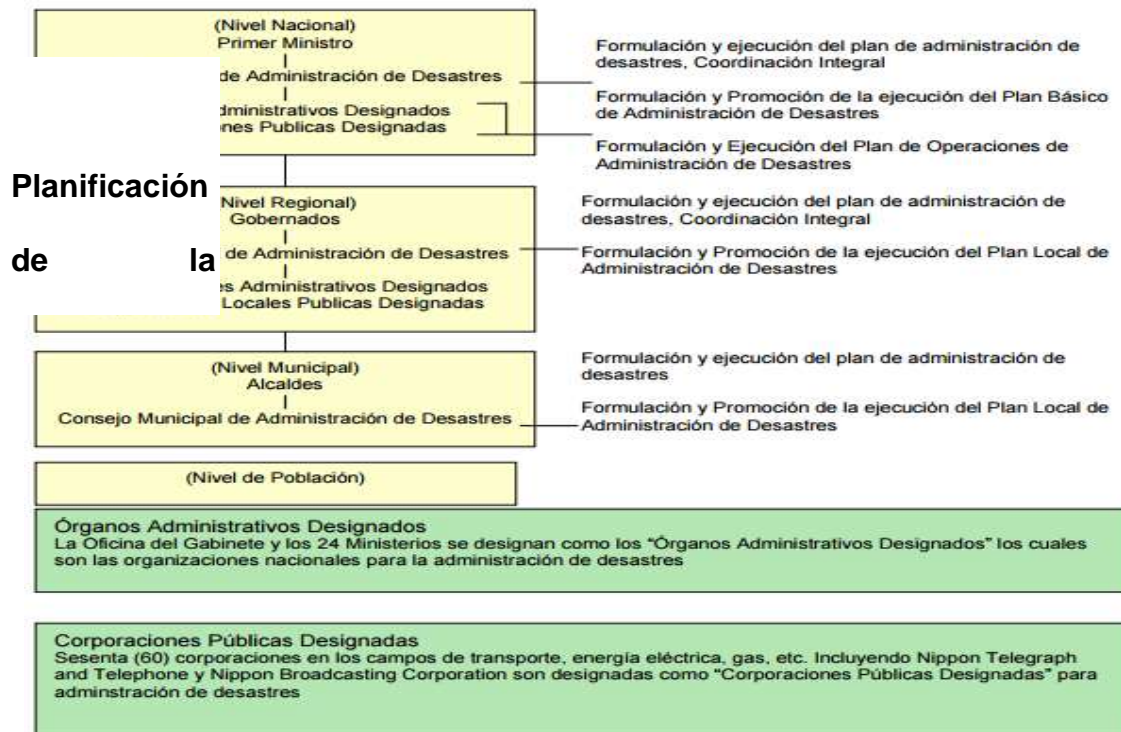 (Nivel Nacional)
Primer Ministro
de Administración de Desastres
dministrativos Designados
nes Publicas Designadas
Formulación y ejecución del plan de administración de
desastres, Coordinación Integral
Formulación y Promoción de la ejecución del Plan Básico
de Administración de Desastres
Formulación y Ejecución del Plan de Operaciones de
Administración de Desastres
Planificación
de la
Nivel Regional)
Gobernados
de Administración de Desastres
s Administrativos Designados
Locales Publicas Designadas
Formulación y ejecución del plan de administración de
desastres, Coordinación Integral
Formulación y Promoción de la ejecución del Plan Local de
Administración de Desastres
(Nivel Municipal)
Alcaldes
Consejo Municipal de Administración de Desastres
Formulación y ejecución del plan de administración de
desastres
Formulación y Promoción de la ejecución del Plan Local de
Administración de Desastres
(Nivel de Población)
Órganos Administrativos Designados
La Oficina del Gabinete y los 24 Ministerios se designan como los “Órganos Administrativos Designados” los cuales
son las organizaciones nacionales para la administración de desastres
Corporaciones Públicas Designadas
Sesenta (60) corporaciones en los campos de transporte, energía eléctrica, gas, etc. Incluyendo Nippon Telegraph
and Telephone y Nippon Broadcasting Corporation son designadas como “Corporaciones Públicas Designadas” para
adminstración de desastres